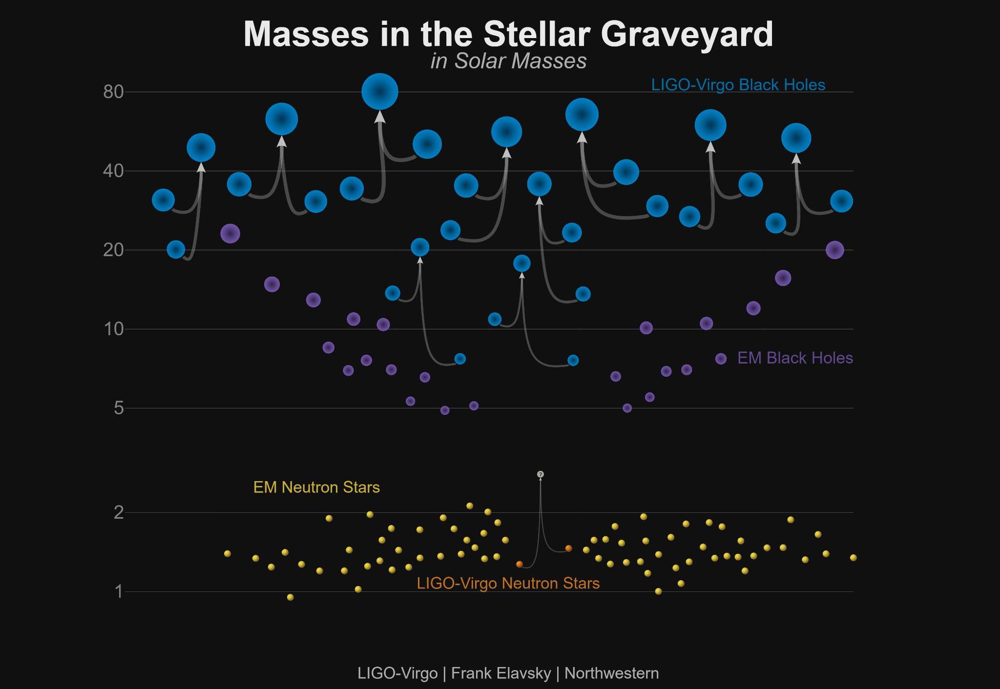 Masses in the Stellar Graveyard
in Solar Masses
LIGO-Virgo Black Holes
80
40
20
10
EM Black Holes
5
?
EM Neutron Stars
2
LIGO-Virgo Neutron Stars
1
LIGO-Virgo | Frank Elavsky | Northwestern